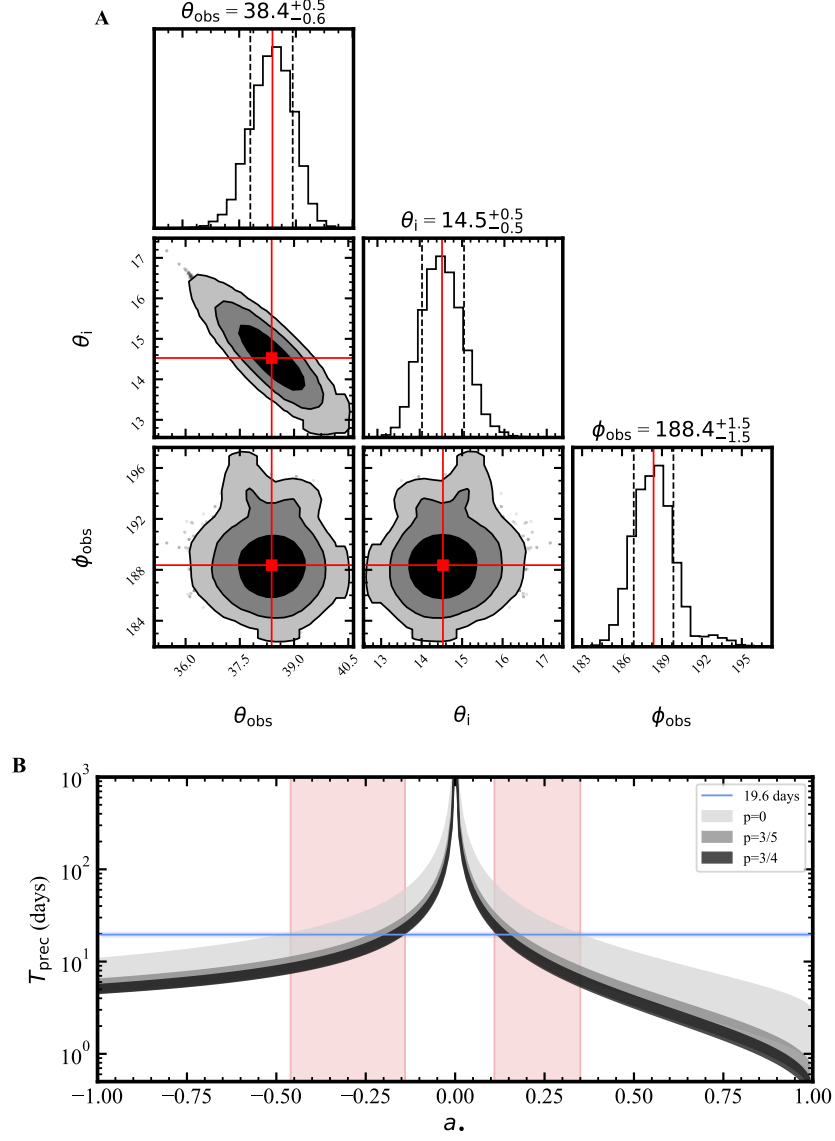 A
θobs = 38.4 +0.5 −0.6
θi = 14.5 +0.5 −0.5
17
16
15
14
13
θi
ϕobs = 188.4 +1.5 −1.5
196
192
188
184
ϕobs
36.0 37.5 39.0 40.5
13 14 15 16 17
183 186 189 192 195
θobs
θi
ϕobs
B
10³
10²
10¹
10⁰
Tprec (days)
19.6 days
p=0
p=3/5
p=3/4
−1.00 −0.75 −0.50 −0.25 0.00 0.25 0.50 0.75 1.00
a•